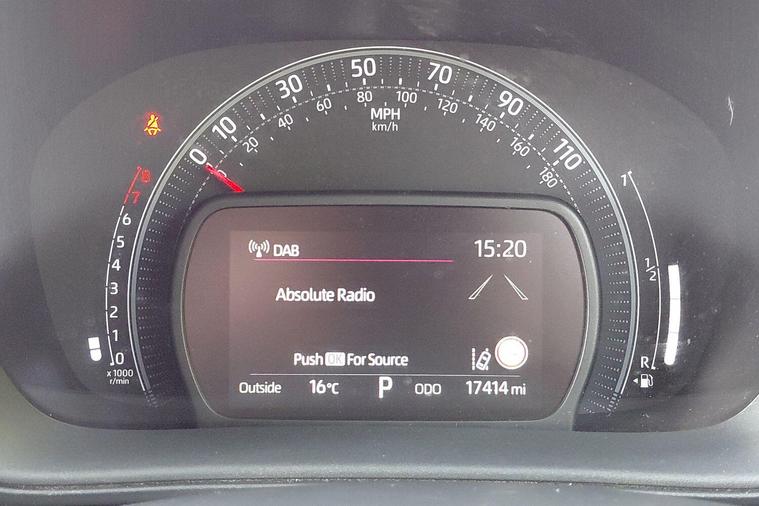 0 10 30 50 70 90 110
20 40 60 80 100 120 140 160 180
MPH
km/h
8
7
6
5
4
3
2
1
0
x 1000
r/min
DAB
15:20
Absolute Radio
Push OK For Source
Outside 16°C P ODO 17414 mi
1
1/2
R